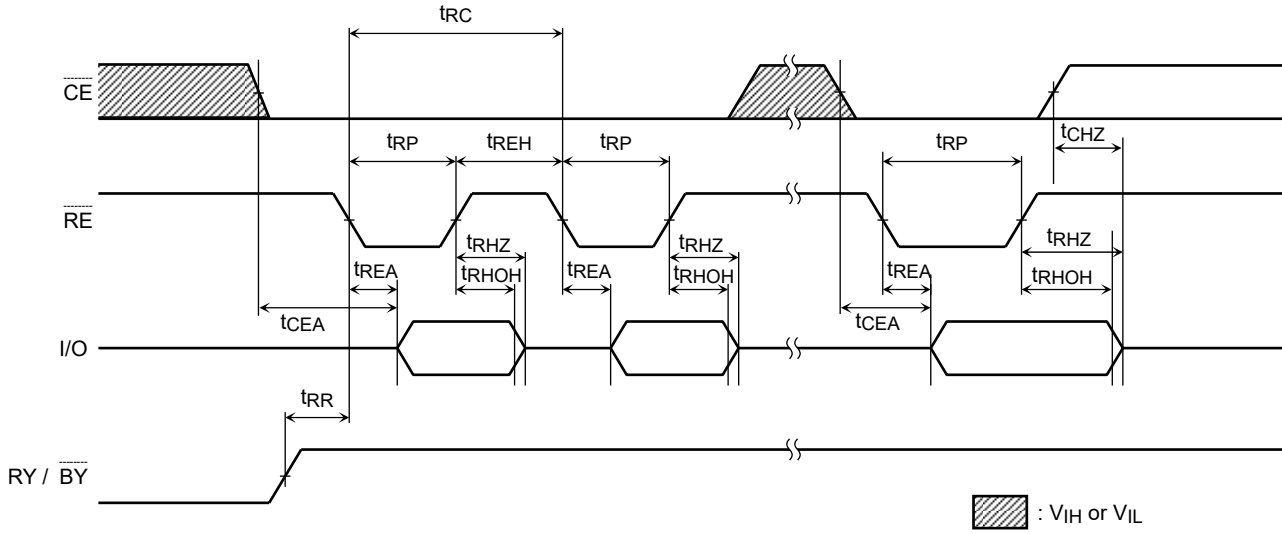 tRC
CE
tCHZ
tRP
tREH
tRP
tRP
RE
tRHZ
tRHZ
tRHZ
tREA
tRHOH
tREA
tRHOH
tREA
tRHOH
tCEA
tCEA
I/O
tRR
RY / BY
: VIH or VIL